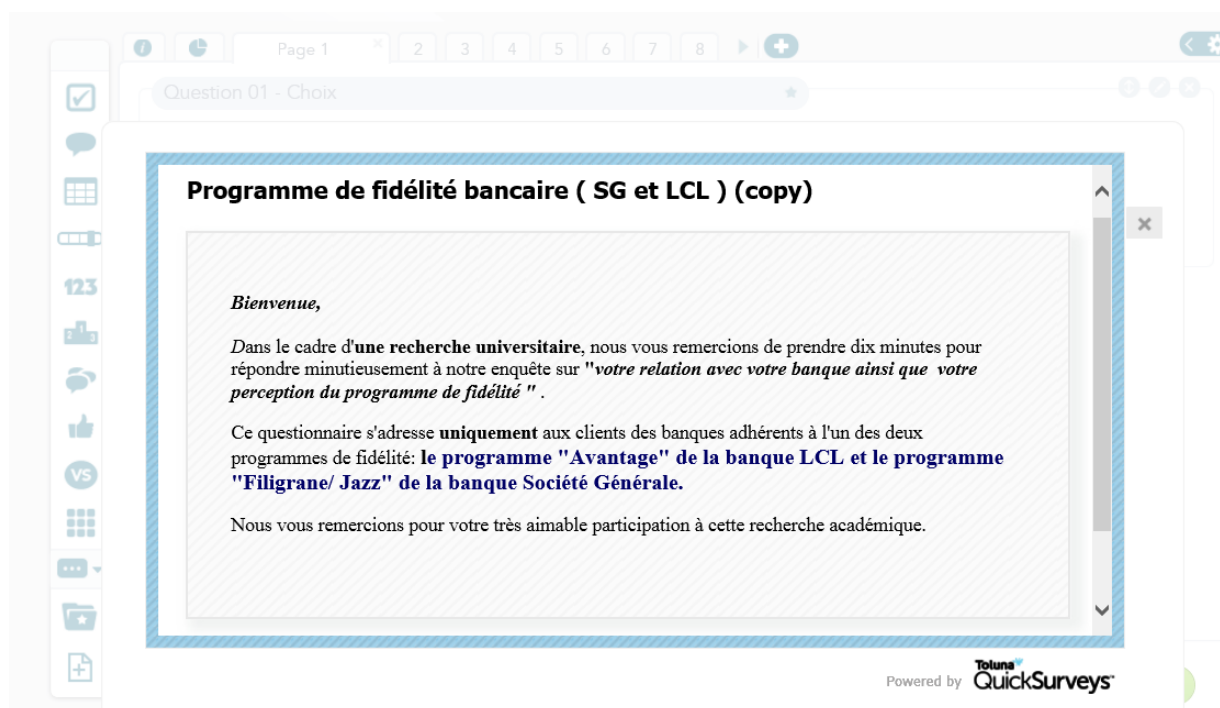 Page 1 2 3 4 5 6 7 8
Question 01 - Choix
Programme de fidélité bancaire ( SG et LCL ) (copy)
Bienvenue,
Dans le cadre d'une recherche universitaire, nous vous remercions de prendre dix minutes pour
répondre minutieusement à notre enquête sur "votre relation avec votre banque ainsi que votre
perception du programme de fidélité " .
Ce questionnaire s'adresse uniquement aux clients des banques adhérents à l'un des deux
programmes de fidélité: le programme "Avantage" de la banque LCL et le programme
"Filigrane/ Jazz" de la banque Société Générale.
Nous vous remercions pour votre très aimable participation à cette recherche académique.
123
2 1 3
VS
Powered by Toluna QuickSurveys